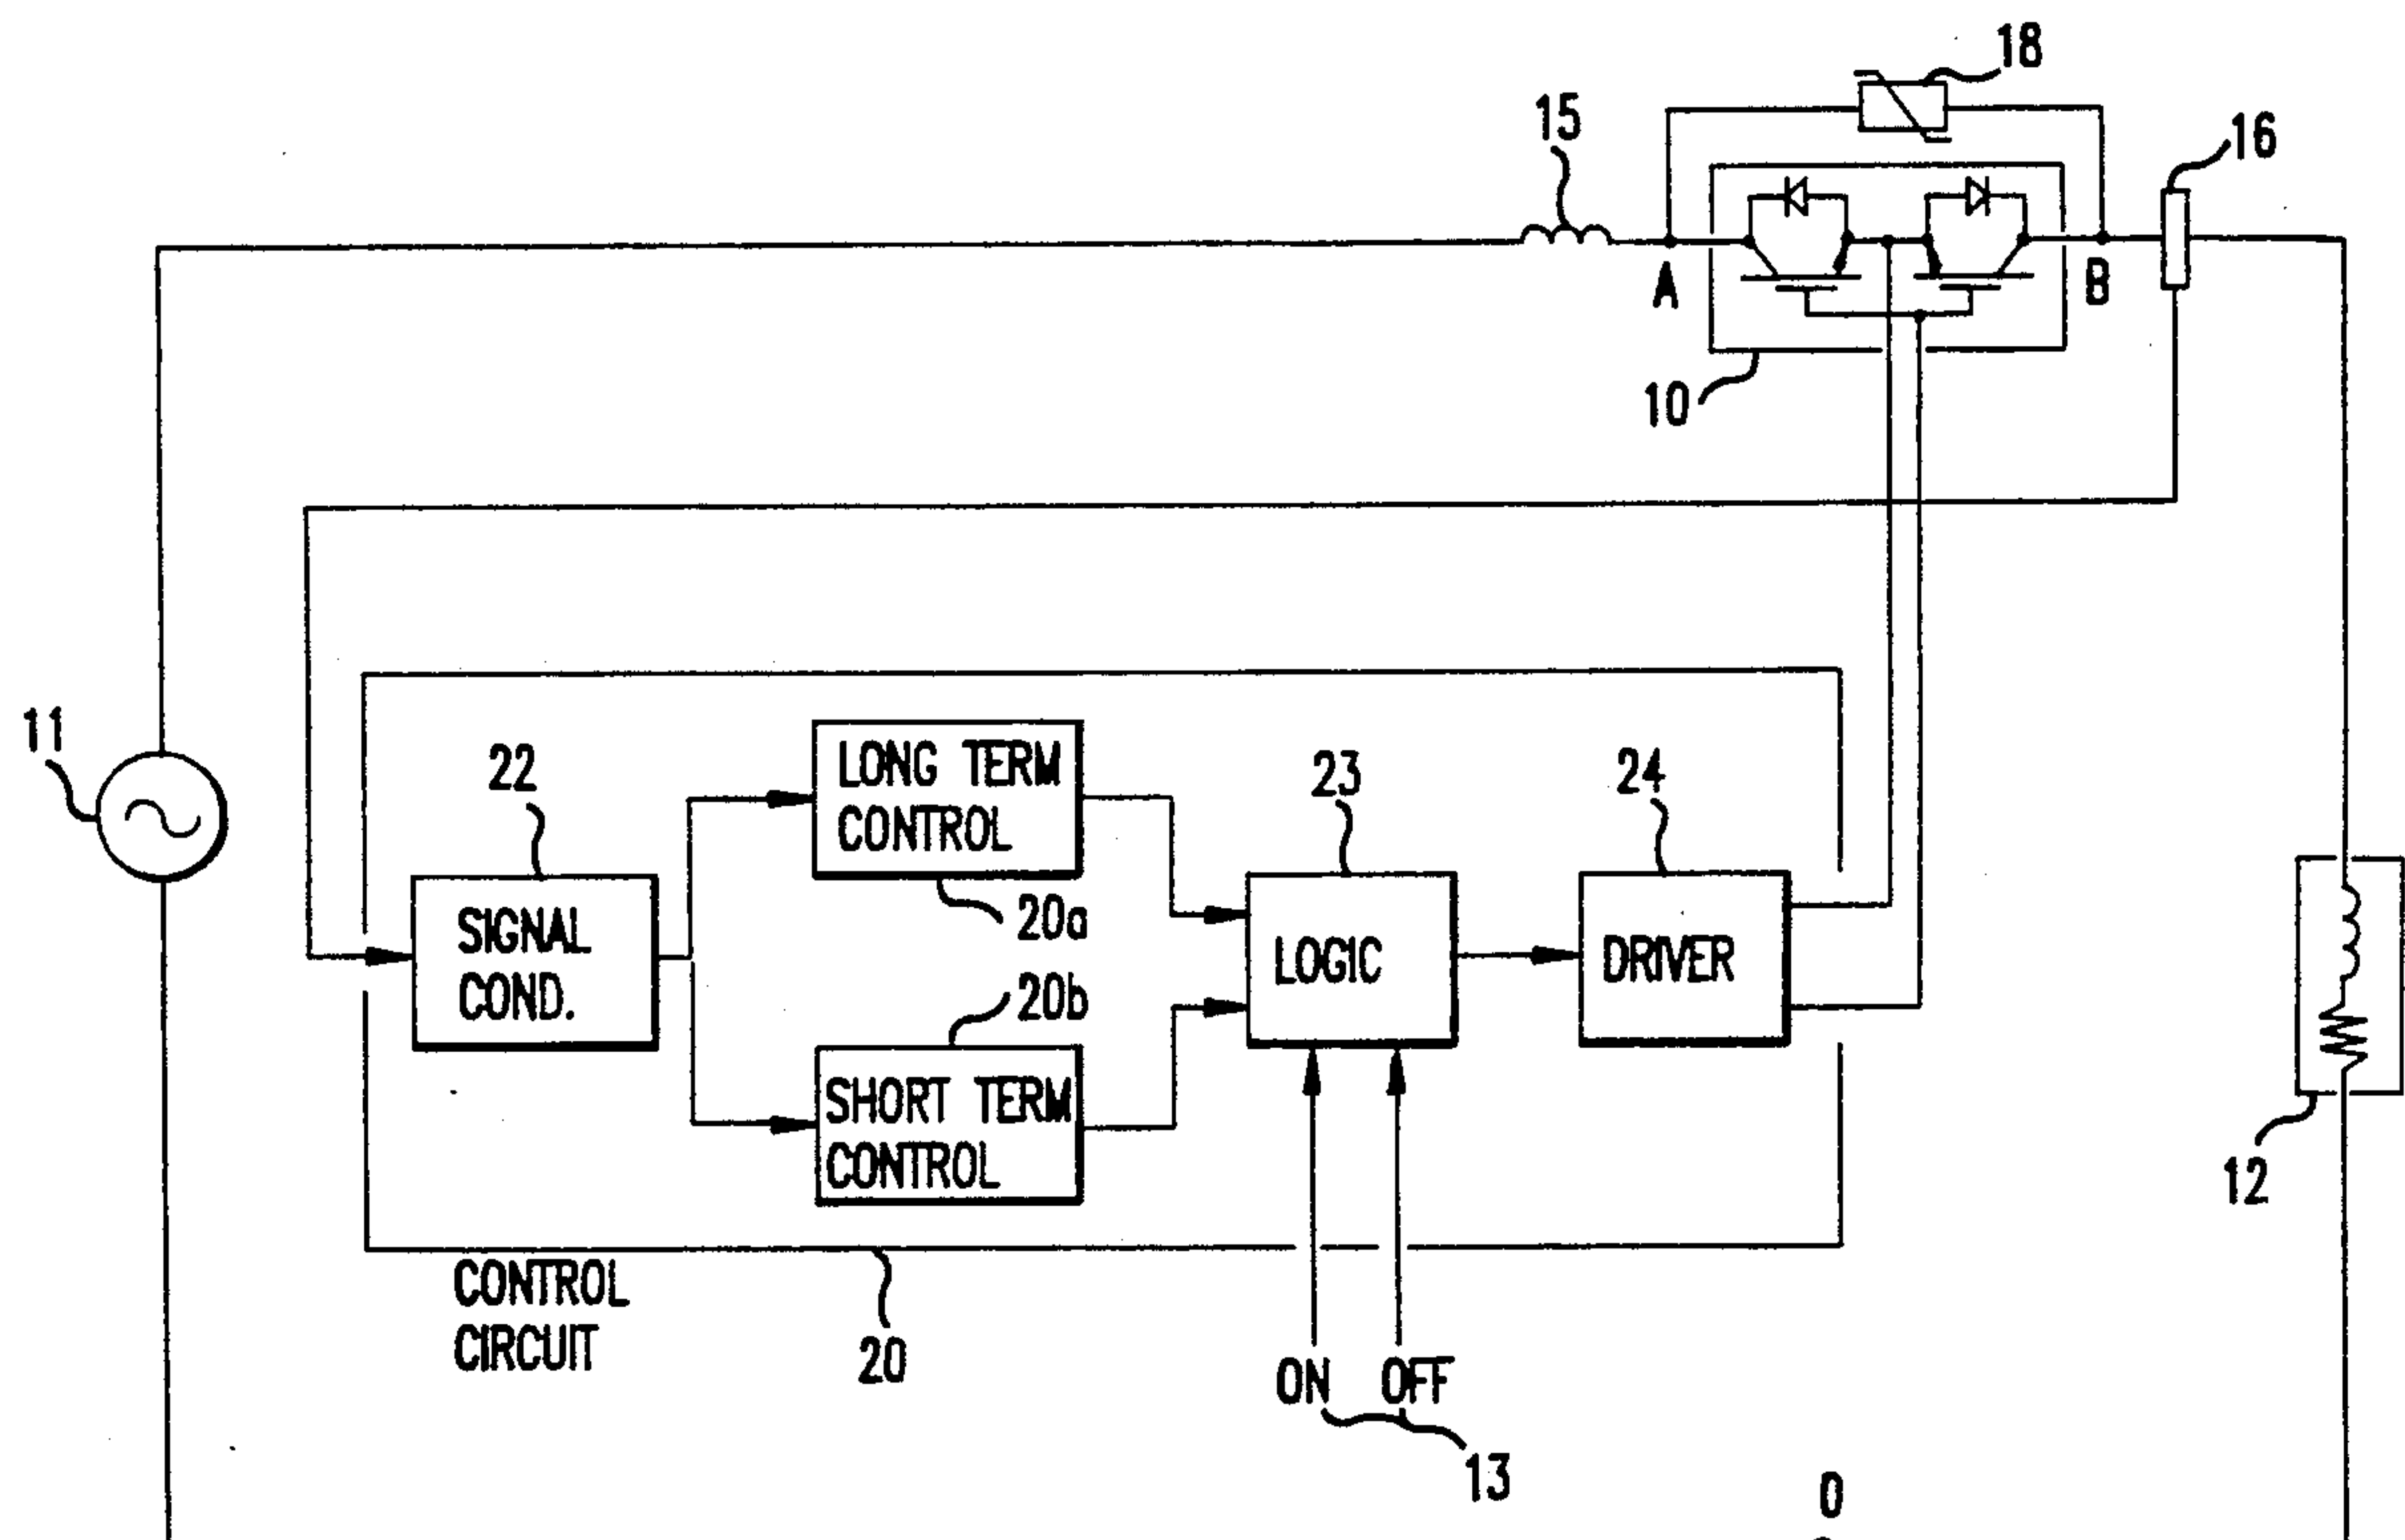 18
15
16
A
B
10
11
22
LONG TERM
CONTROL
23
24
20a
SIGNAL
COND.
LOGIC
DRIVER
20b
SHORT TERM
CONTROL
12
CONTROL
CIRCUIT
20
ON OFF
13
0